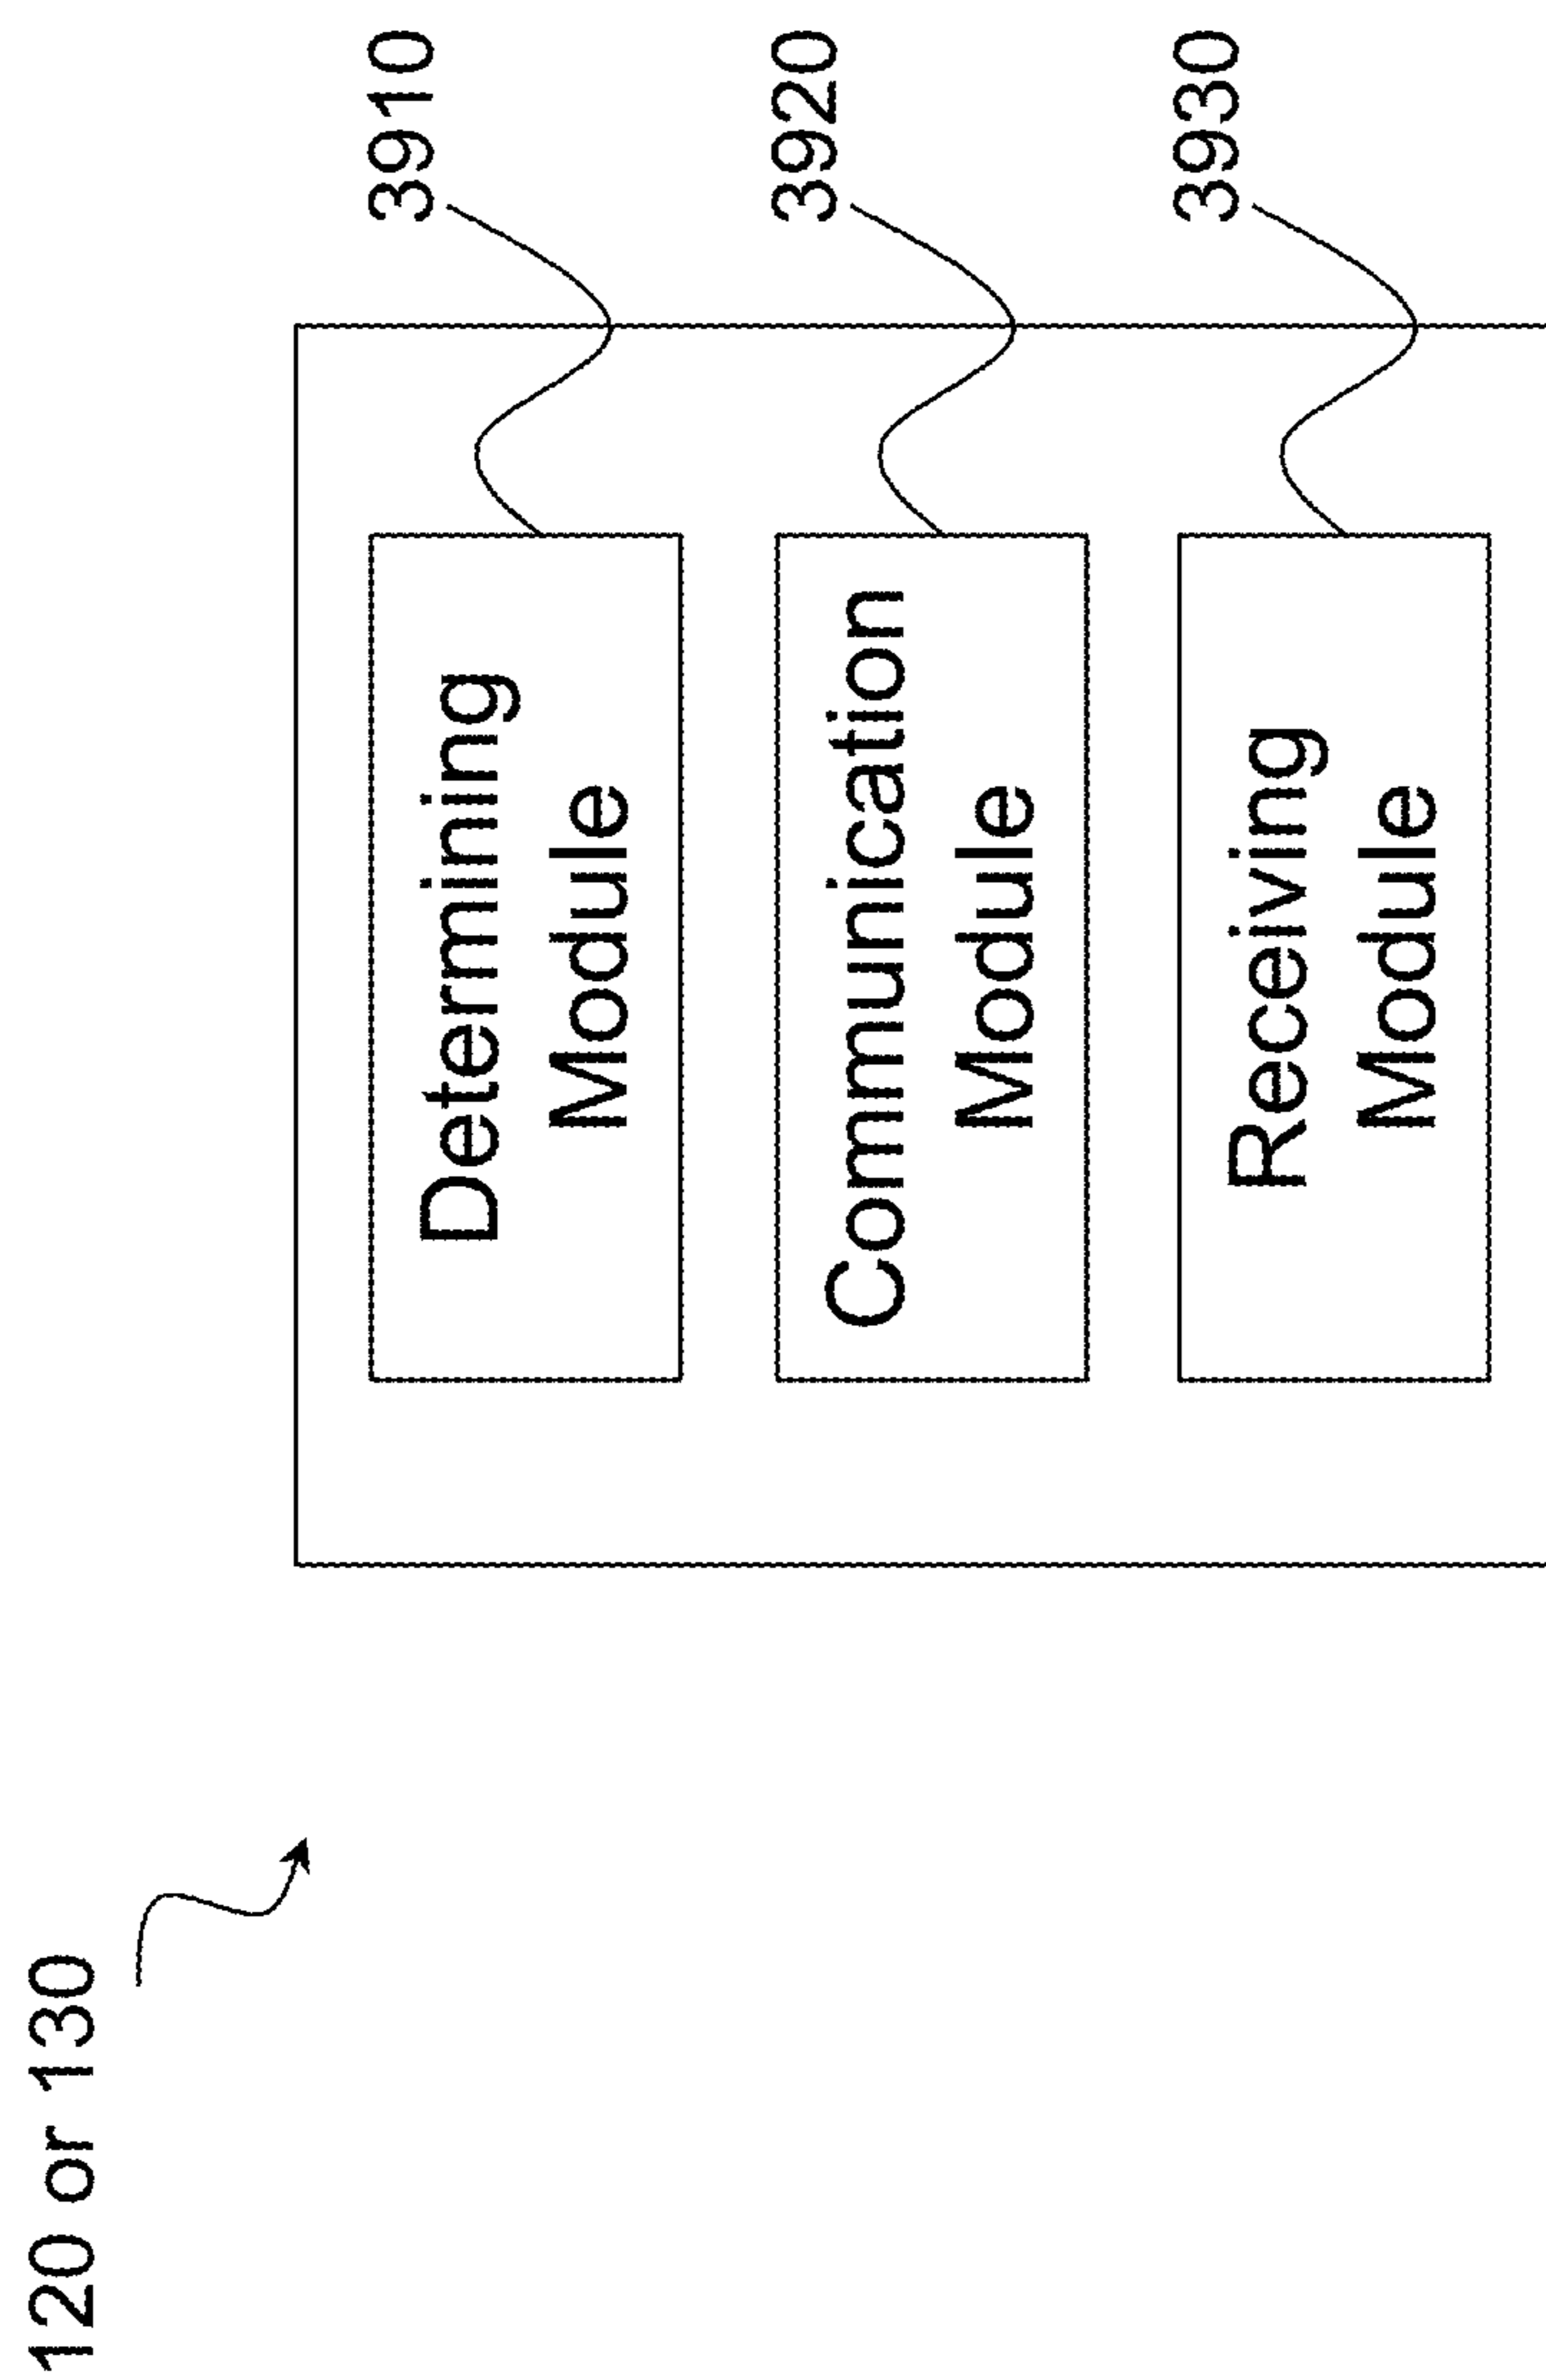 120 or 130
Determining
Module
3910
Communication
Module
3920
Receiving
Module
3930